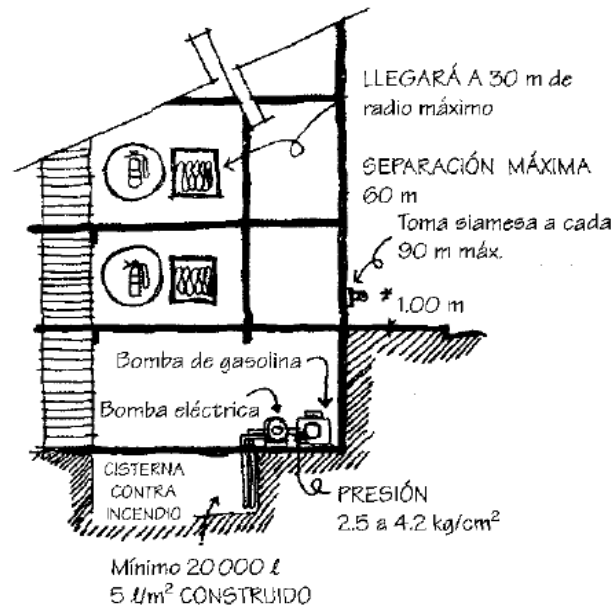 LLEGARÁ A 30 m de
radio máximo
SEPARACIÓN MÁXIMA
60 m
Toma siamesa a cada
90 m máx.
* 1.00 m
Bomba de gasolina
Bomba eléctrica
CISTERNA
CONTRA
INCENDIO
PRESIÓN
2.5 a 4.2 kg/cm²
Mínimo 20 000 ℓ
5 ℓ/m² CONSTRUIDO